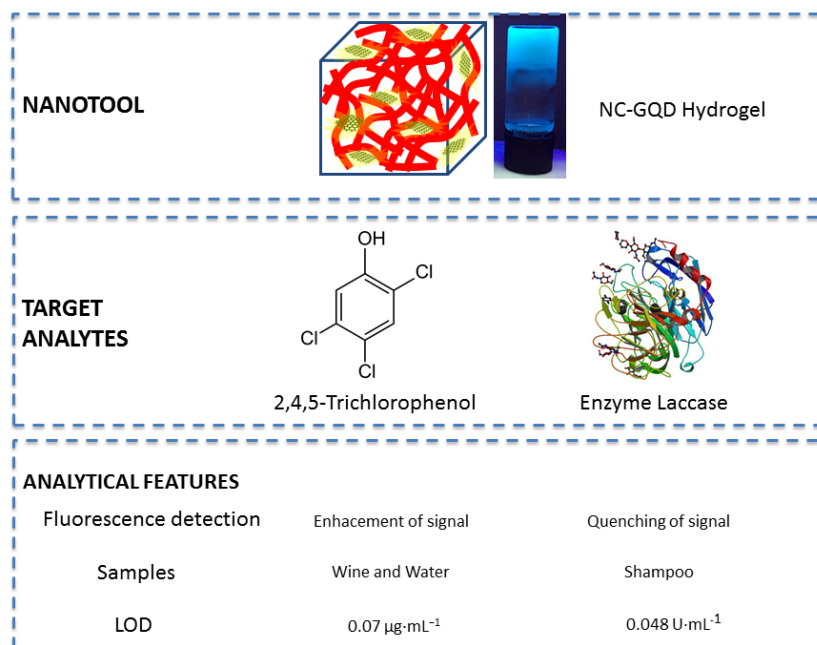 NANOTOOL
NC-GQD Hydrogel
TARGET
ANALYTES
OH
Cl
Cl
Cl
2,4,5-Trichlorophenol
Enzyme Laccase
ANALYTICAL FEATURES
Fluorescence detection Enhacement of signal Quenching of signal
Samples Wine and Water Shampoo
LOD 0.07 µg·mL⁻¹ 0.048 U·mL⁻¹